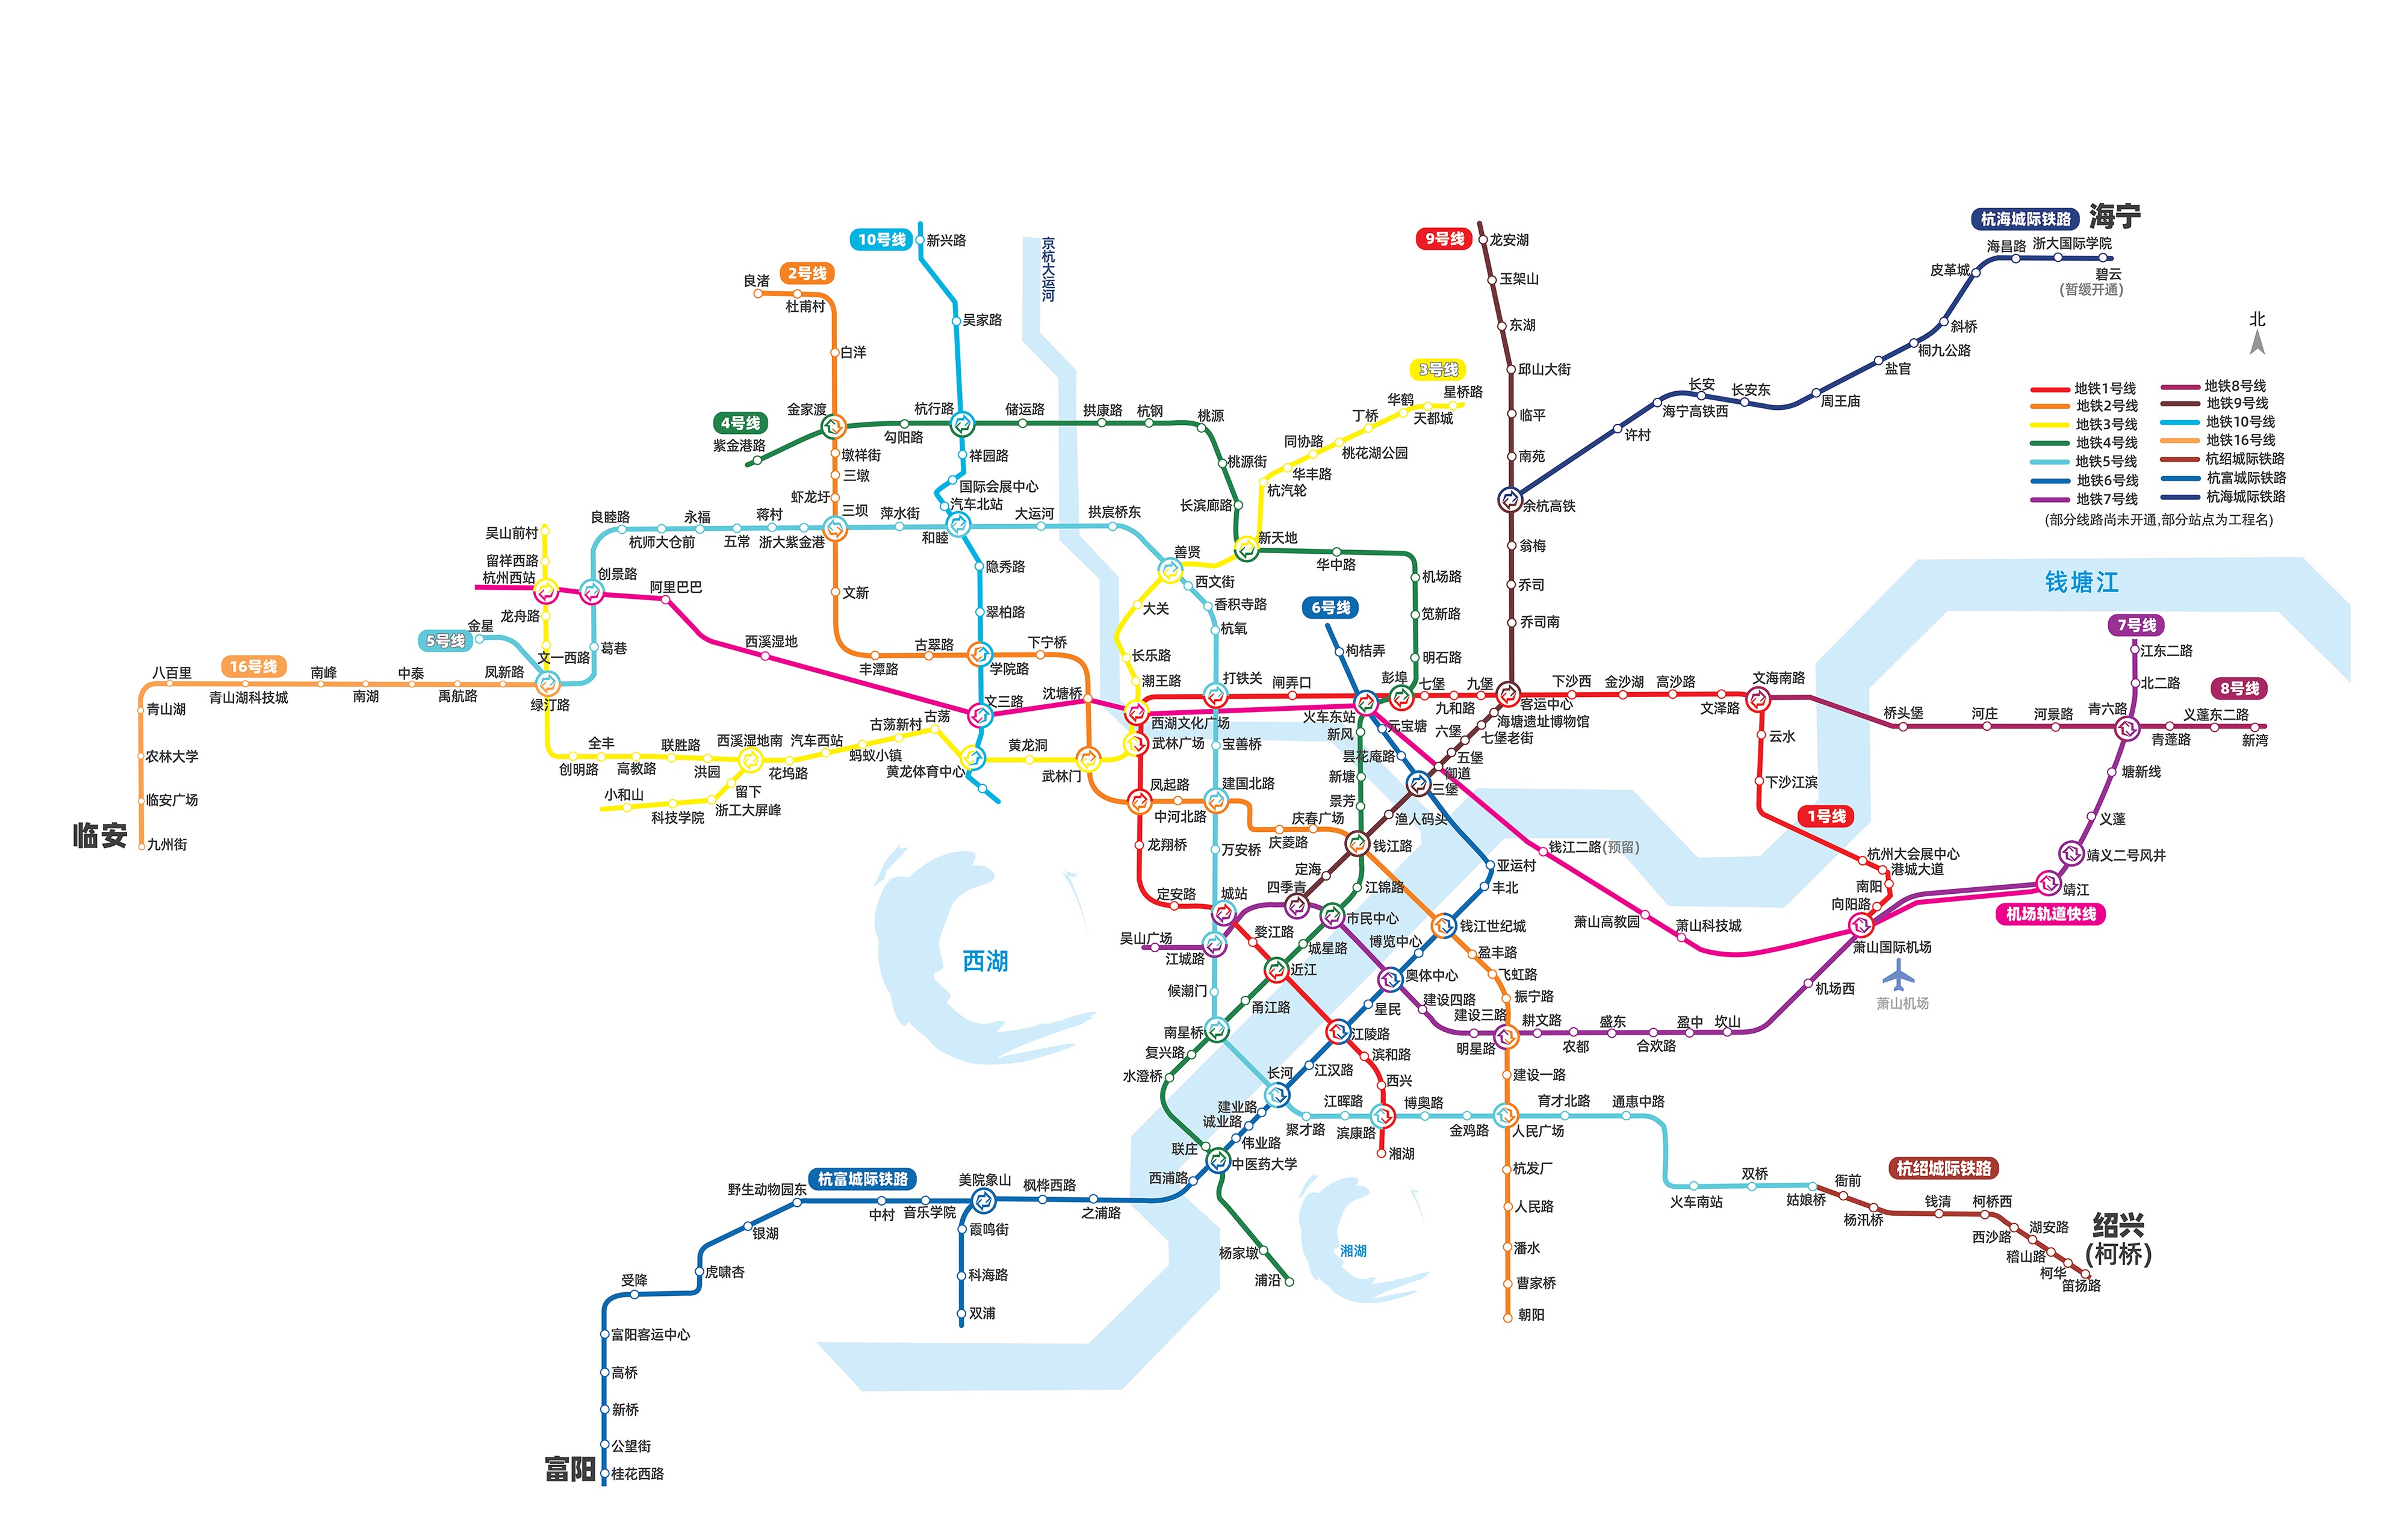 杭海城际铁路
海宁
海昌路
浙大国际学院
皮革城
碧云
(暂缓开通)
斜桥
桐九公路
盐官
周王庙
长安东
长安
海宁高铁西
许村
余杭高铁
北
地铁1号线
地铁2号线
地铁3号线
地铁4号线
地铁5号线
地铁6号线
地铁7号线
地铁8号线
地铁9号线
地铁10号线
地铁16号线
杭绍城际铁路
杭富城际铁路
杭海城际铁路
(部分线路尚未开通,部分站点为工程名)
9号线
龙安湖
玉架山
东湖
邱山大街
临平
南苑
翁梅
乔司
乔司南
客运中心
海塘遗址博物馆
七堡老街
六堡
五堡
御道
三堡
渔人码头
钱江路
定海
四季青
10号线
新兴路
吴家路
杭行路
祥园路
国际会展中心
汽车北站
和睦
隐秀路
翠柏路
学院路
文三路
黄龙体育中心
京杭大运河
2号线
良渚
杜甫村
白洋
金家渡
墩祥街
三墩
虾龙圩
三坝
文新
丰潭路
古翠路
下宁桥
沈塘桥
武林门
凤起路
中河北路
建国北路
庆菱路
庆春广场
钱江世纪城
盈丰路
飞虹路
振宁路
明星路
建设一路
人民广场
杭发厂
人民路
潘水
曹家桥
朝阳
4号线
紫金港路
勾阳路
储运路
拱康路
杭钢
桃源
桃源街
长滨廊路
新天地
华中路
机场路
笕新路
明石路
彭埠
火车东站
新风
新塘
景芳
江锦路
市民中心
城星路
近江
甬江路
南星桥
复兴路
水澄桥
联庄
中医药大学
杨家墩
浦沿
3号线
星桥路
天都城
华鹤
丁桥
桃花湖公园
同协路
华丰路
杭汽轮
善贤
大关
长乐路
潮王路
西湖文化广场
武林广场
黄龙洞
古荡
古荡新村
蚂蚁小镇
汽车西站
花坞路
西溪湿地南
洪园
联胜路
高教路
全丰
创明路
文一西路
龙舟路
杭州西站
留祥西路
吴山前村
留下
浙工大屏峰
科技学院
小和山
5号线
金星
绿汀路
葛巷
创景路
良睦路
杭师大仓前
永福
五常
蒋村
浙大紫金港
萍水街
大运河
拱宸桥东
西文街
香积寺路
杭氧
打铁关
宝善桥
万安桥
城站
江城路
候潮门
长河
聚才路
江晖路
滨康路
博奥路
金鸡路
育才北路
通惠中路
火车南站
双桥
姑娘桥
杭绍城际铁路
衙前
杨汛桥
钱清
柯桥西
西沙路
湖安路
稽山路
柯华
笛扬路
绍兴
(柯桥)
16号线
八百里
青山湖科技城
南峰
南湖
中泰
禹航路
凤新路
青山湖
农林大学
临安广场
九州街
临安
阿里巴巴
西溪湿地
6号线
枸桔弄
元宝塘
昙花庵路
亚运村
丰北
博览中心
奥体中心
星民
江陵路
江汉路
建业路
诚业路
伟业路
西浦路
之浦路
枫桦西路
美院象山
霞鸣街
科海路
双浦
杭富城际铁路
音乐学院
中村
野生动物园东
银湖
虎啸杏
受降
富阳客运中心
高桥
新桥
公望街
桂花西路
富阳
闸弄口
七堡
九和路
九堡
下沙西
金沙湖
高沙路
文泽路
文海南路
云水
下沙江滨
1号线
杭州大会展中心
港城大道
南阳
向阳路
萧山国际机场
萧山机场
龙翔桥
定安路
婺江路
滨和路
西兴
湘湖
钱塘江
7号线
江东二路
北二路
青六路
塘新线
义蓬
靖义二号风井
靖江
机场轨道快线
机场西
坎山
盈中
合欢路
盛东
农都
耕文路
建设三路
建设四路
吴山广场
8号线
桥头堡
河庄
河景路
青蓬路
义蓬东二路
新湾
钱江二路(预留)
萧山高教园
萧山科技城
西湖
湘湖